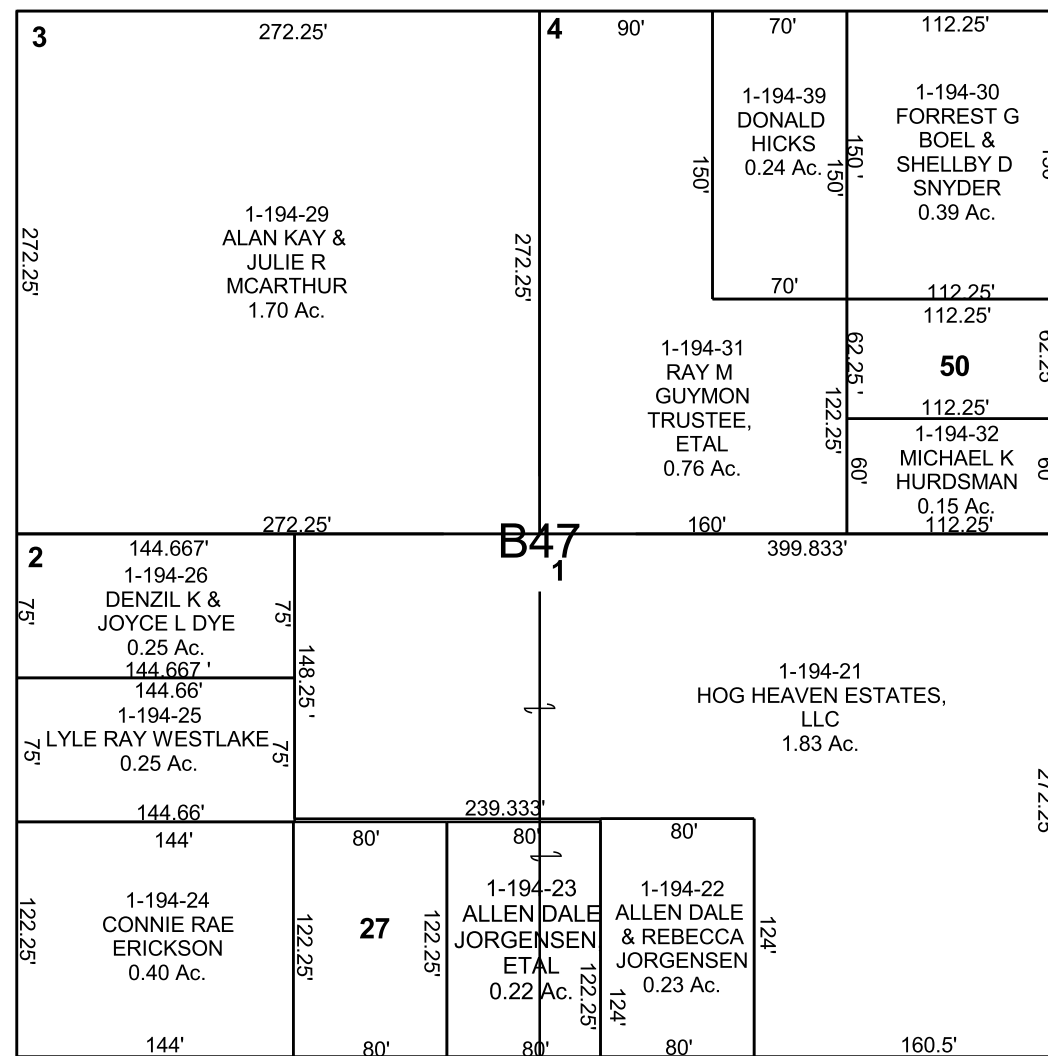 3
272.25'
4
90'
70'
112.25'
1-194-39
DONALD
HICKS
0.24 Ac.
1-194-30
FORREST G
BOEL &
SHELLBY D
SNYDER
0.39 Ac.
150'
150'
150 '
1-194-29
ALAN KAY &
JULIE R
MCARTHUR
1.70 Ac.
272.25'
272.25'
70'
112.25'
112.25'
1-194-31
RAY M
GUYMON
TRUSTEE,
ETAL
0.76 Ac.
62.25 '
50
62.25
122.25'
112.25'
1-194-32
MICHAEL K
HURDSMAN
0.15 Ac.
60'
60
272.25'
B47
160'
112.25'
2
144.667'
1
399.833'
1-194-26
DENZIL K &
JOYCE L DYE
0.25 Ac.
75'
75'
144.667 '
148.25 '
144.66'
1-194-25
LYLE RAY WESTLAKE
0.25 Ac.
75'
75'
1-194-21
HOG HEAVEN ESTATES,
LLC
1.83 Ac.
272.25
144.66'
239.333'
144'
80'
80'
80'
1-194-24
CONNIE RAE
ERICKSON
0.40 Ac.
122.25'
122.25'
27
122.25'
1-194-23
ALLEN DALE
JORGENSEN
ETAL
0.22 Ac.
122.25'
1-194-22
ALLEN DALE
& REBECCA
JORGENSEN
0.23 Ac.
124'
124'
144'
80'
80'
80'
160.5'